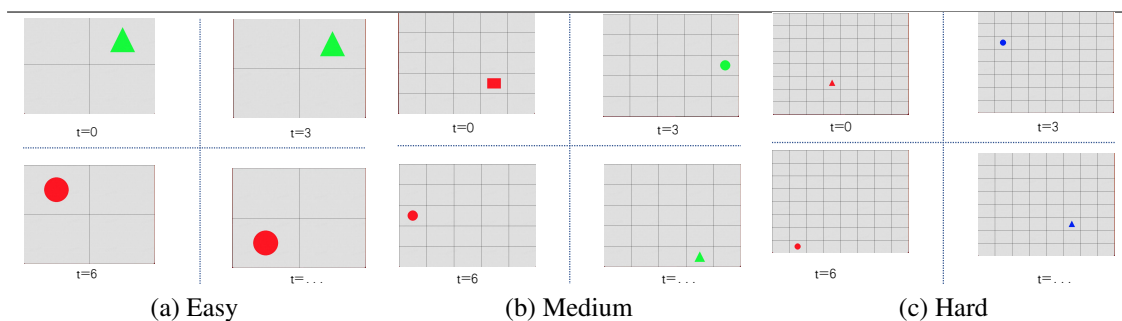 t=0 t=3 t=0 t=3 t=0 t=3
t=6 t=... t=6 t=... t=6 t=...
(a) Easy (b) Medium (c) Hard